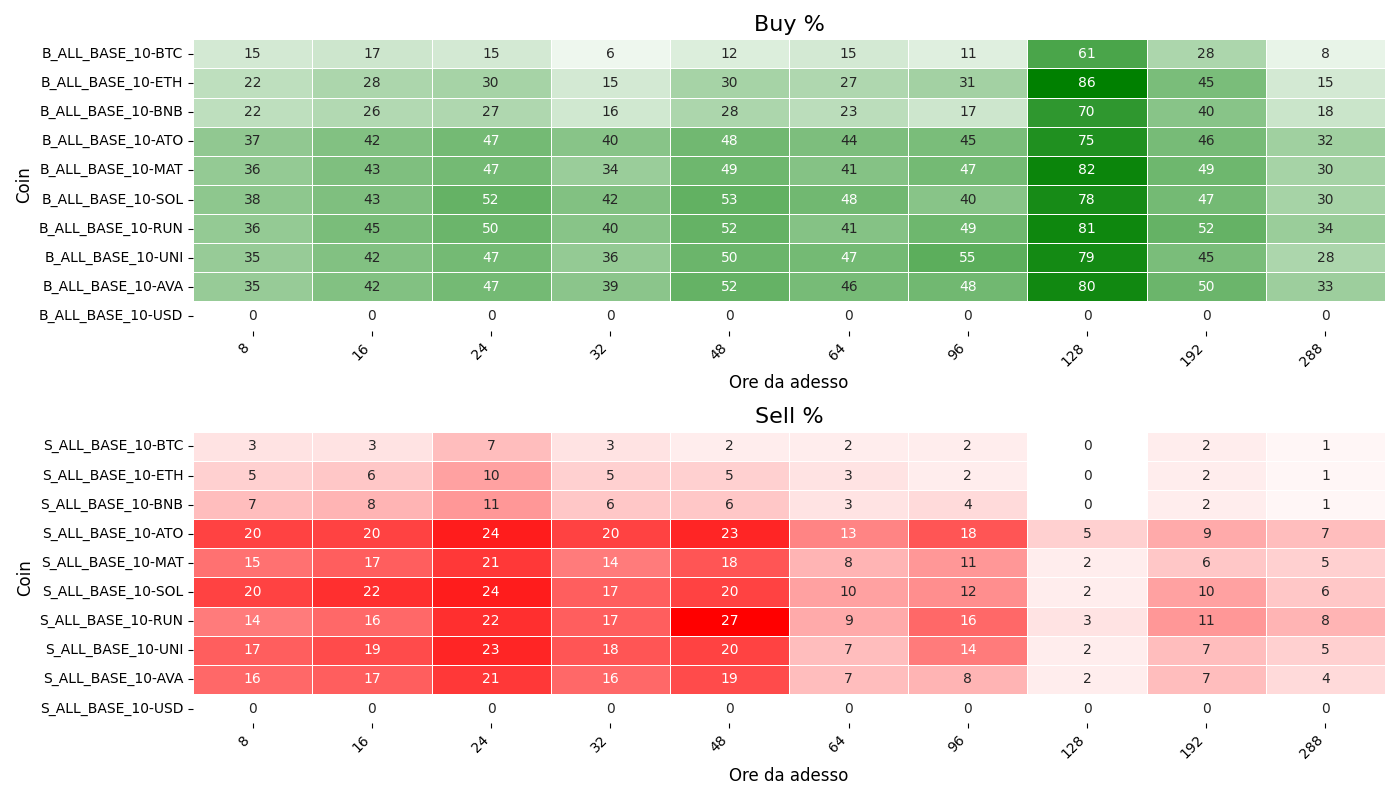 Buy %
B_ALL_BASE_10-BTC 15 17 15 6 12 15 11 61 28 8
B_ALL_BASE_10-ETH 22 28 30 15 30 27 31 86 45 15
B_ALL_BASE_10-BNB 22 26 27 16 28 23 17 70 40 18
B_ALL_BASE_10-ATO 37 42 47 40 48 44 45 75 46 32
B_ALL_BASE_10-MAT 36 43 47 34 49 41 47 82 49 30
B_ALL_BASE_10-SOL 38 43 52 42 53 48 40 78 47 30
B_ALL_BASE_10-RUN 36 45 50 40 52 41 49 81 52 34
B_ALL_BASE_10-UNI 35 42 47 36 50 47 55 79 45 28
B_ALL_BASE_10-AVA 35 42 47 39 52 46 48 80 50 33
B_ALL_BASE_10-USD 0 0 0 0 0 0 0 0 0 0
Coin
8 16 24 32 48 64 96 128 192 288
Ore da adesso
Sell %
S_ALL_BASE_10-BTC 3 3 7 3 2 2 2 0 2 1
S_ALL_BASE_10-ETH 5 6 10 5 5 3 2 0 2 1
S_ALL_BASE_10-BNB 7 8 11 6 6 3 4 0 2 1
S_ALL_BASE_10-ATO 20 20 24 20 23 13 18 5 9 7
S_ALL_BASE_10-MAT 15 17 21 14 18 8 11 2 6 5
S_ALL_BASE_10-SOL 20 22 24 17 20 10 12 2 10 6
S_ALL_BASE_10-RUN 14 16 22 17 27 9 16 3 11 8
S_ALL_BASE_10-UNI 17 19 23 18 20 7 14 2 7 5
S_ALL_BASE_10-AVA 16 17 21 16 19 7 8 2 7 4
S_ALL_BASE_10-USD 0 0 0 0 0 0 0 0 0 0
Coin
8 16 24 32 48 64 96 128 192 288
Ore da adesso